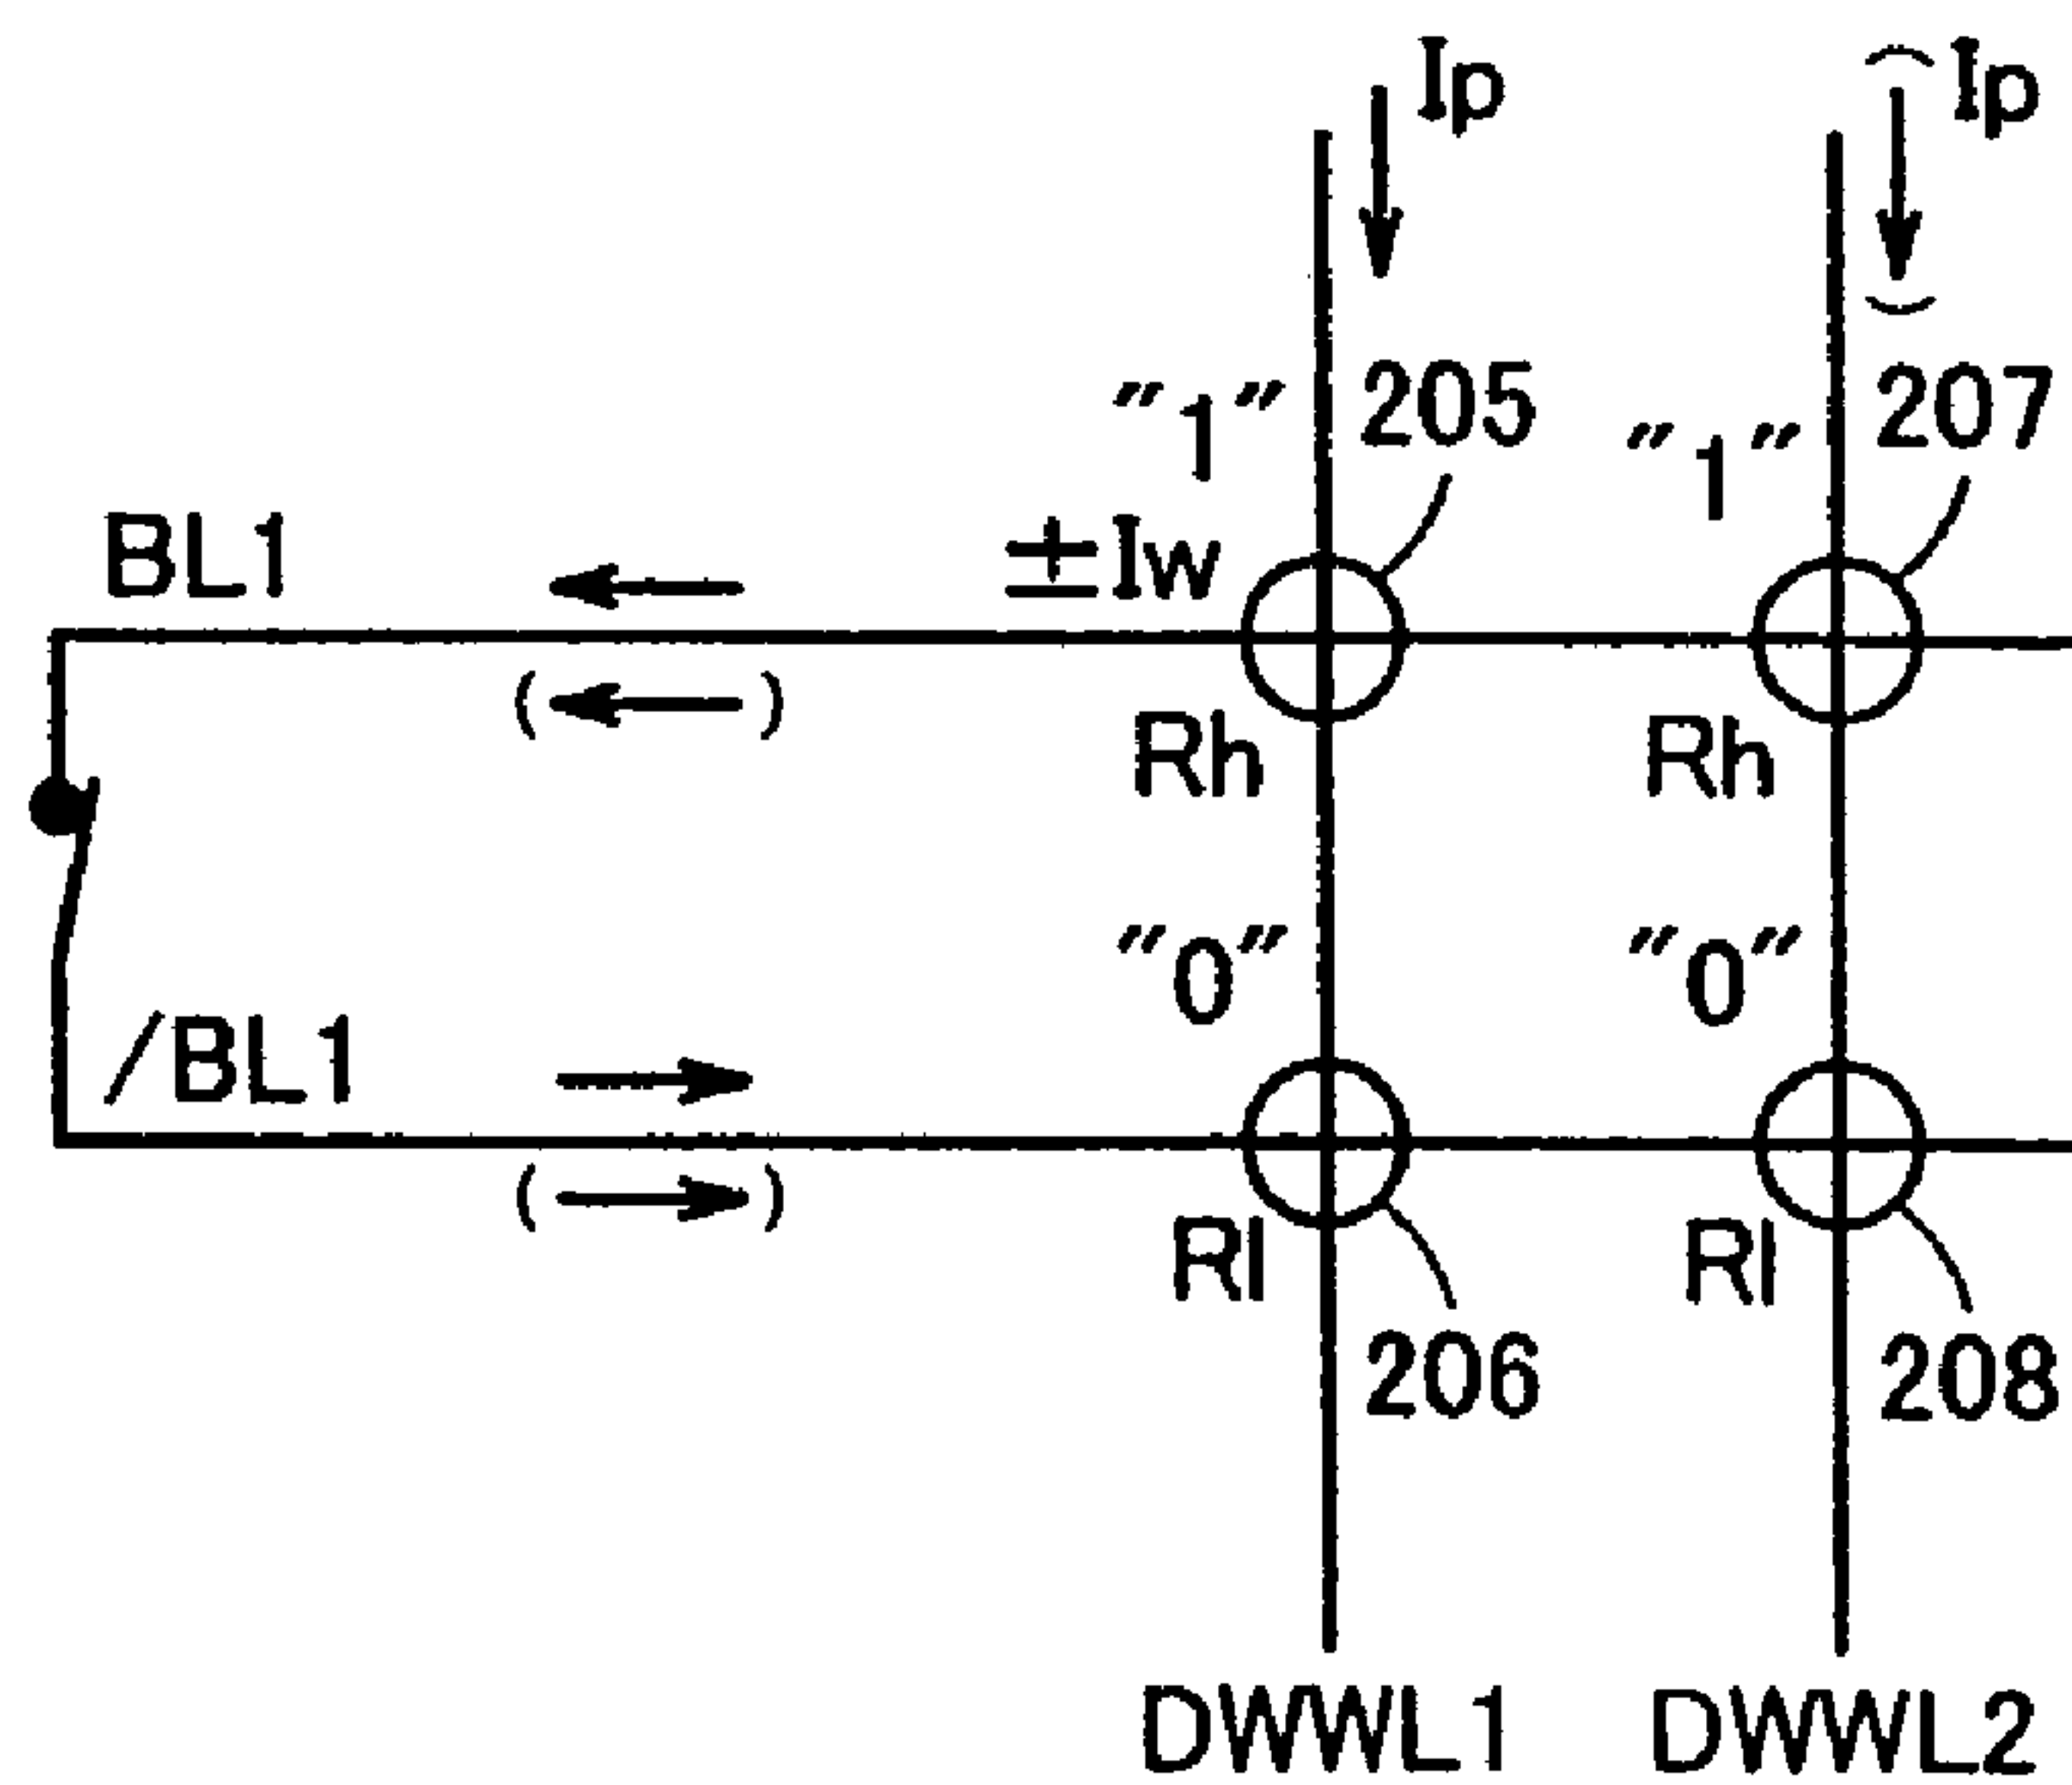 Ip
Ip
205
207
"1"
"1"
BL1
±Iw
Rh
Rh
"0"
"0"
/BL1
Rl
Rl
206
208
DWWL1
DWWL2